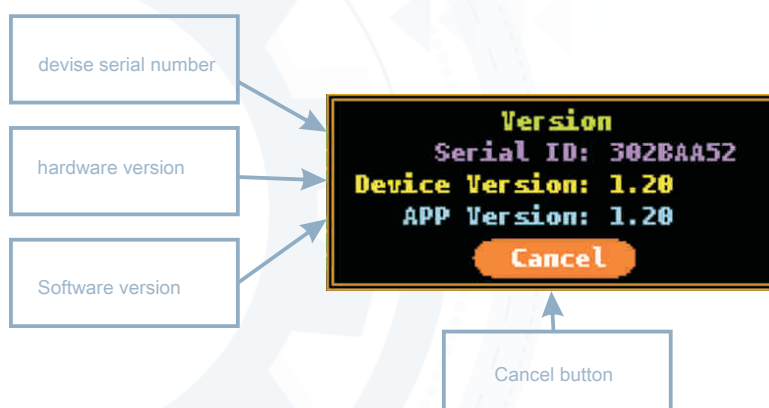 devise serial number
hardware version
Software version
Version
Serial ID: 302BAA52
Device Version: 1.20
APP Version: 1.20
Cancel
Cancel button